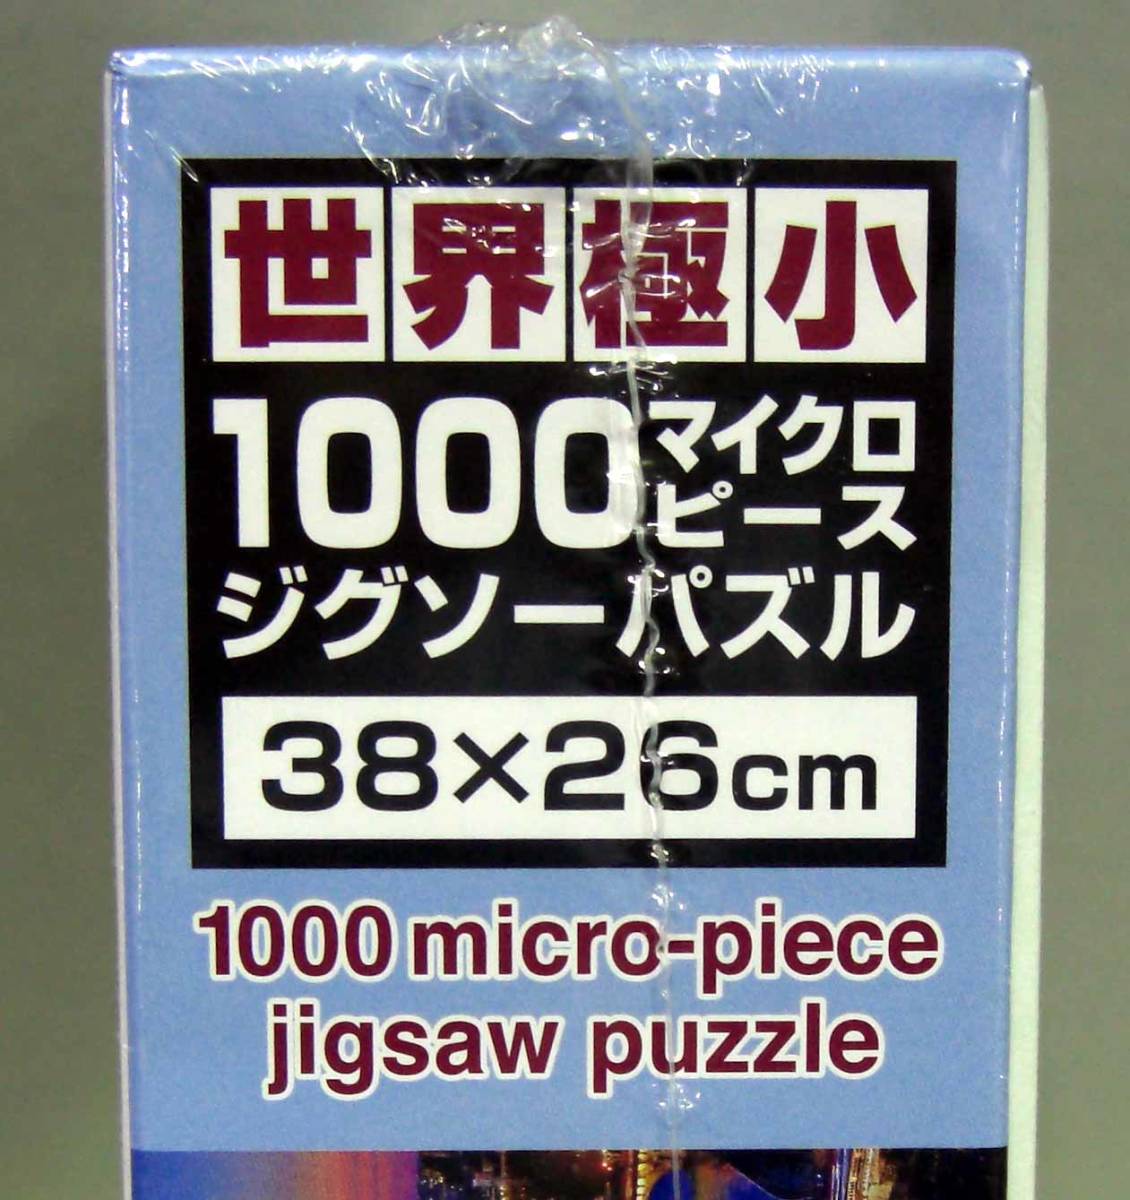 世界極小
1000マイクロ
ピース
ジグソーパズル
38×26cm
1000 micro-piece
jigsaw puzzle